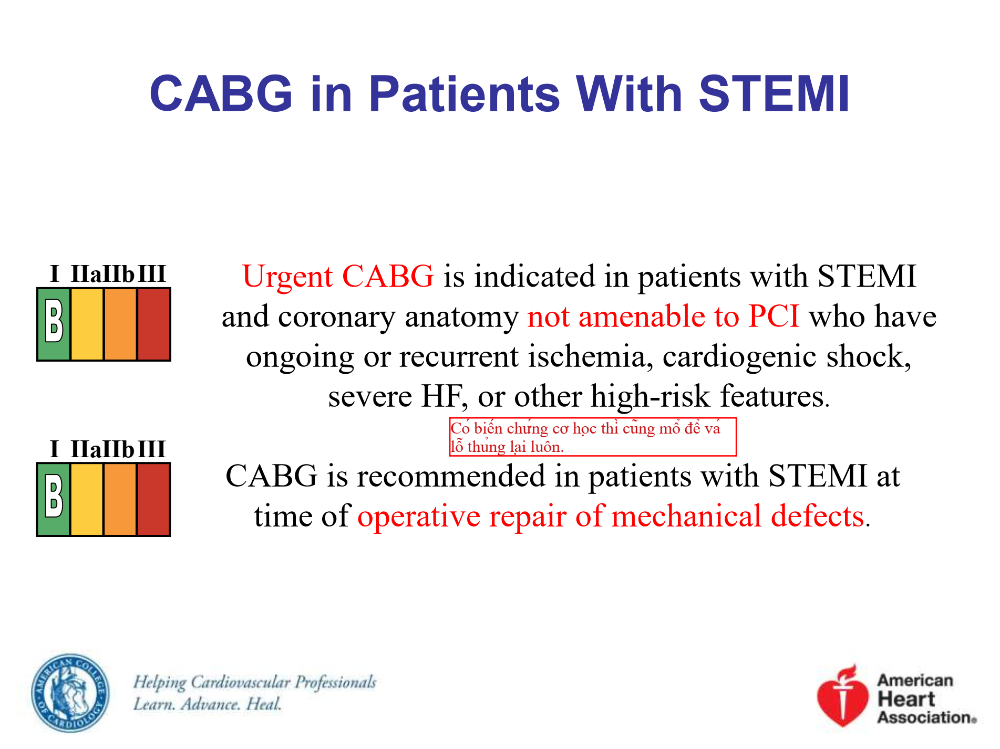 CABG in Patients With STEMI
I IIa IIb III
B
Urgent CABG is indicated in patients with STEMI
and coronary anatomy not amenable to PCI who have
ongoing or recurrent ischemia, cardiogenic shock,
severe HF, or other high-risk features.
Có biến chứng cơ học thì cũng mổ để vá
lỗ thủng lại luôn.
I IIa IIb III
B
CABG is recommended in patients with STEMI at
time of operative repair of mechanical defects.
AMERICAN COLLEGE OF CARDIOLOGY
Helping Cardiovascular Professionals
Learn. Advance. Heal.
American
Heart
Association®